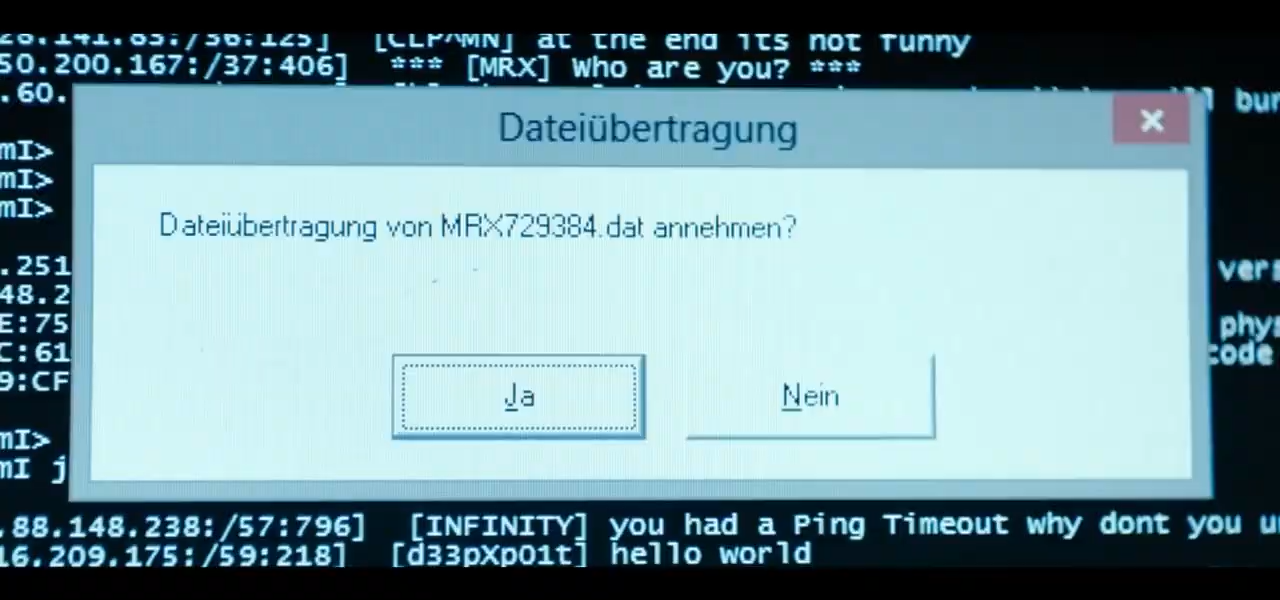 [CLP^MN] at the end its not funny
50.200.167:/37:406] *** [MRX] Who are you? ***
.60.
mI>
Dateiübertragung
mI>
mI>
Dateiübertragung von MRX729384.dat annehmen?
.251
48.2
E:75
C:61
code
9:CF
Ja
Nein
mI>
mI j
.88.148.238:/57:796] [INFINITY] you had a Ping Timeout why dont you
16.209.175:/59:218] [d33pXp01t] hello world